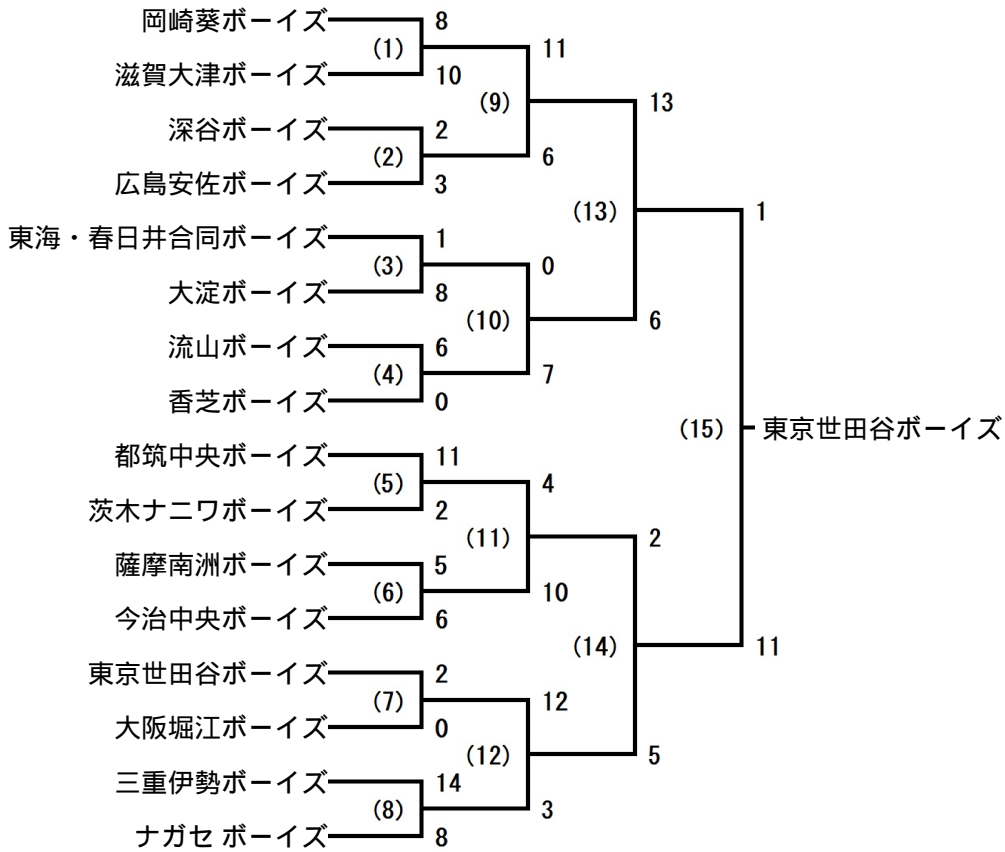 岡崎葵ボーイズ 8
(1) 11
滋賀大津ボーイズ 10
(9) 13
深谷ボーイズ 2
(2) 6
広島安佐ボーイズ 3
(13) 1
東海・春日井合同ボーイズ 1
(3) 0
大淀ボーイズ 8
(10) 6
流山ボーイズ 6
(4) 7
香芝ボーイズ 0
(15) 東京世田谷ボーイズ
都筑中央ボーイズ 11
(5) 4
茨木ナニワボーイズ 2
(11) 2
薩摩南洲ボーイズ 5
(6) 10
今治中央ボーイズ 6
(14) 11
東京世田谷ボーイズ 2
(7) 12
大阪堀江ボーイズ 0
(12) 5
三重伊勢ボーイズ 14
(8) 3
ナガセ ボーイズ 8